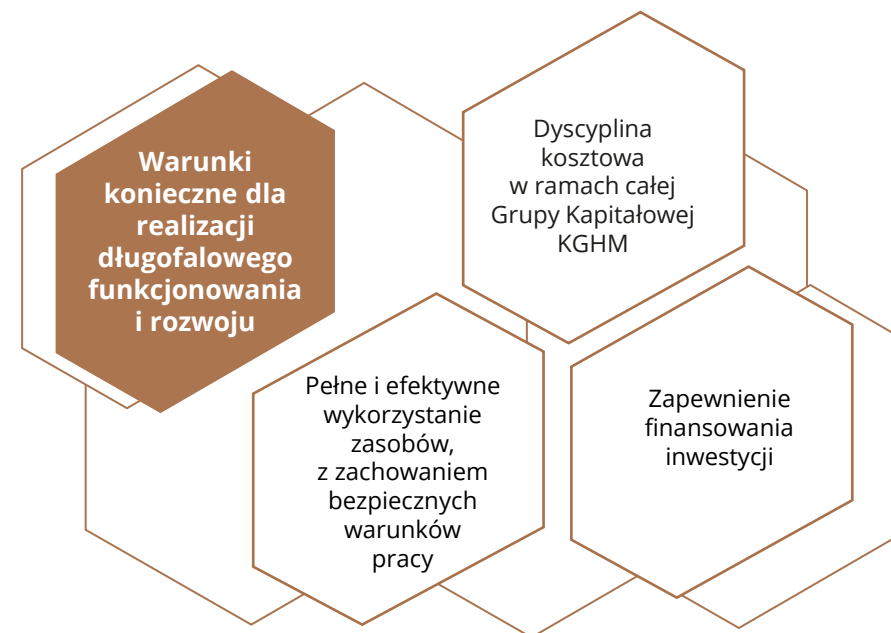 Warunki
konieczne dla
realizacji
długofalowego
funkcjonowania
i rozwoju
Dyscyplina
kosztowa
w ramach całej
Grupy Kapitałowej
KGHM
Pełne i efektywne
wykorzystanie
zasobów,
z zachowaniem
bezpiecznych
warunków
pracy
Zapewnienie
finansowania
inwestycji